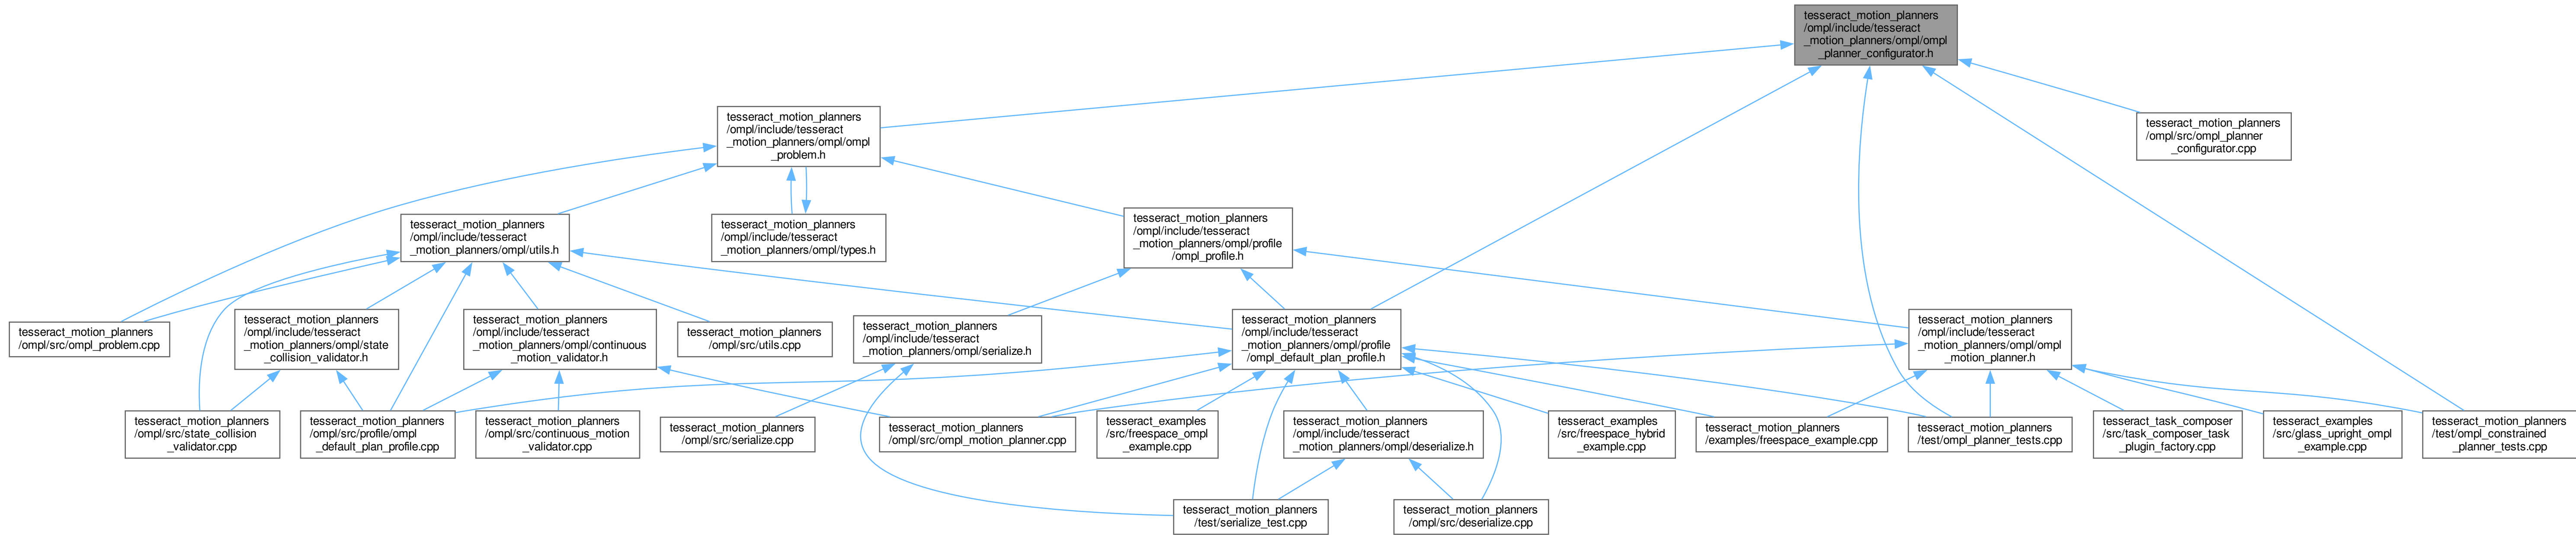 tesseract_motion_planners
/ompl/include/tesseract
_motion_planners/ompl/ompl
_planner_configurator.h
tesseract_motion_planners
/ompl/include/tesseract
_motion_planners/ompl/ompl
_problem.h
tesseract_motion_planners
/ompl/src/ompl_planner
_configurator.cpp
tesseract_motion_planners
/ompl/include/tesseract
_motion_planners/ompl/utils.h
tesseract_motion_planners
/ompl/include/tesseract
_motion_planners/ompl/types.h
tesseract_motion_planners
/ompl/include/tesseract
_motion_planners/ompl/profile
/ompl_profile.h
tesseract_motion_planners
/ompl/src/ompl_problem.cpp
tesseract_motion_planners
/ompl/include/tesseract
_motion_planners/ompl/state
_collision_validator.h
tesseract_motion_planners
/ompl/include/tesseract
_motion_planners/ompl/continuous
_motion_validator.h
tesseract_motion_planners
/ompl/src/utils.cpp
tesseract_motion_planners
/ompl/include/tesseract
_motion_planners/ompl/serialize.h
tesseract_motion_planners
/ompl/include/tesseract
_motion_planners/ompl/profile
/ompl_default_plan_profile.h
tesseract_motion_planners
/ompl/include/tesseract
_motion_planners/ompl/ompl
_motion_planner.h
tesseract_motion_planners
/ompl/src/state_collision
_validator.cpp
tesseract_motion_planners
/ompl/src/profile/ompl
_default_plan_profile.cpp
tesseract_motion_planners
/ompl/src/continuous_motion
_validator.cpp
tesseract_motion_planners
/ompl/src/serialize.cpp
tesseract_motion_planners
/ompl/src/ompl_motion_planner.cpp
tesseract_examples
/src/freespace_ompl
_example.cpp
tesseract_motion_planners
/ompl/include/tesseract
_motion_planners/ompl/deserialize.h
tesseract_examples
/src/freespace_hybrid
_example.cpp
tesseract_motion_planners
/examples/freespace_example.cpp
tesseract_motion_planners
/test/ompl_planner_tests.cpp
tesseract_task_composer
/src/task_composer_task
_plugin_factory.cpp
tesseract_examples
/src/glass_upright_ompl
_example.cpp
tesseract_motion_planners
/test/ompl_constrained
_planner_tests.cpp
tesseract_motion_planners
/test/serialize_test.cpp
tesseract_motion_planners
/ompl/src/deserialize.cpp